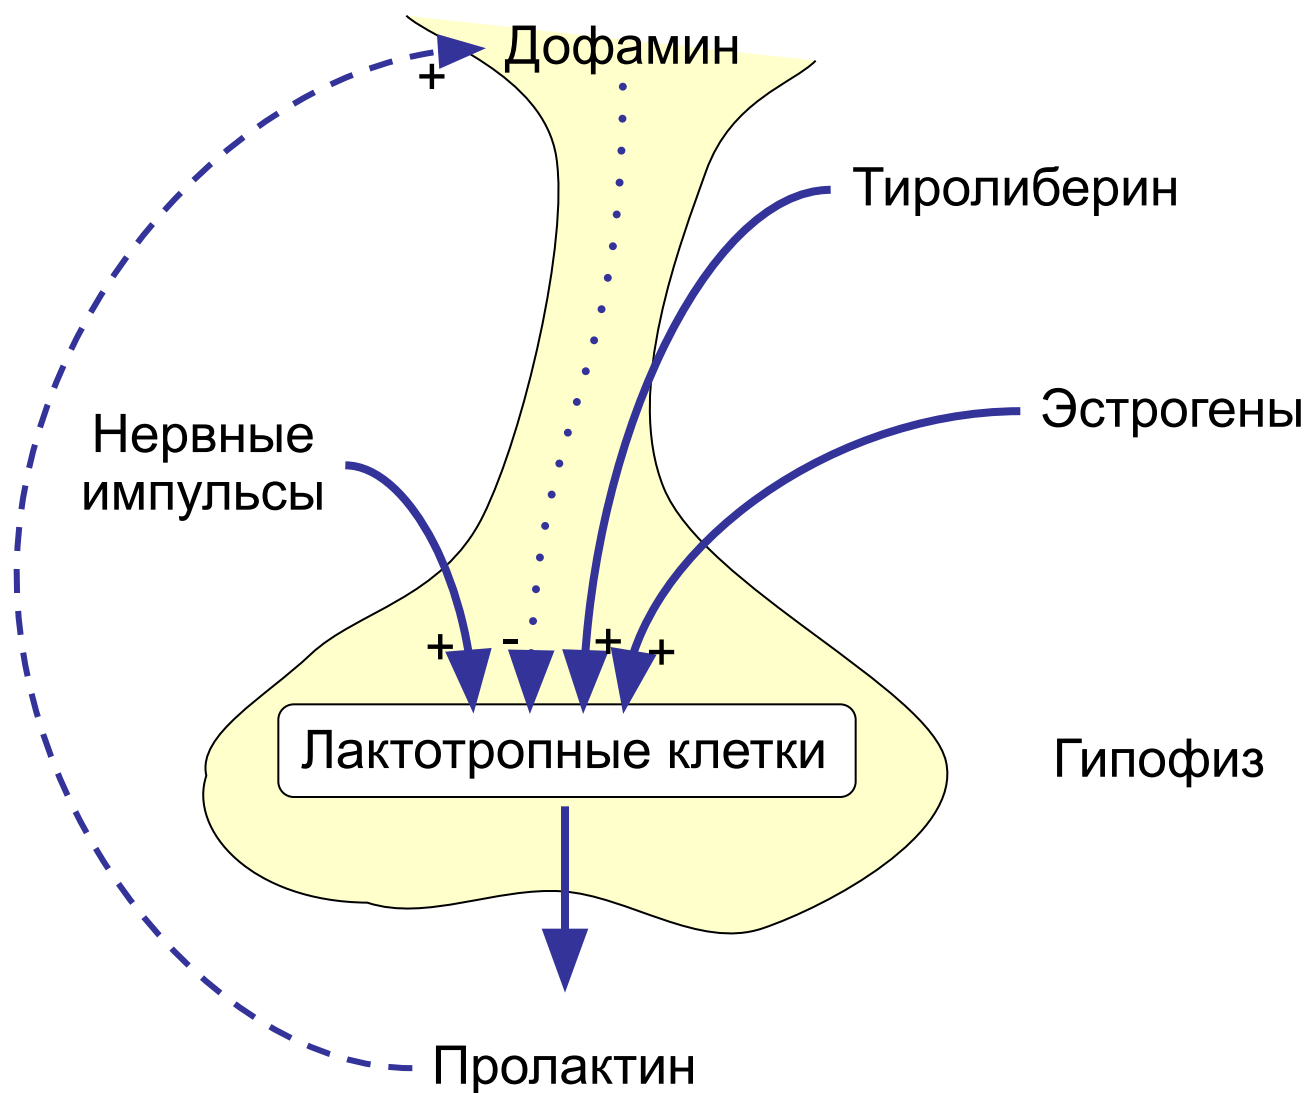 Дофамин
+
Тиролиберин
Эстрогены
Нервные
импульсы
+
-
+
+
Лактотропные клетки
Гипофиз
Пролактин